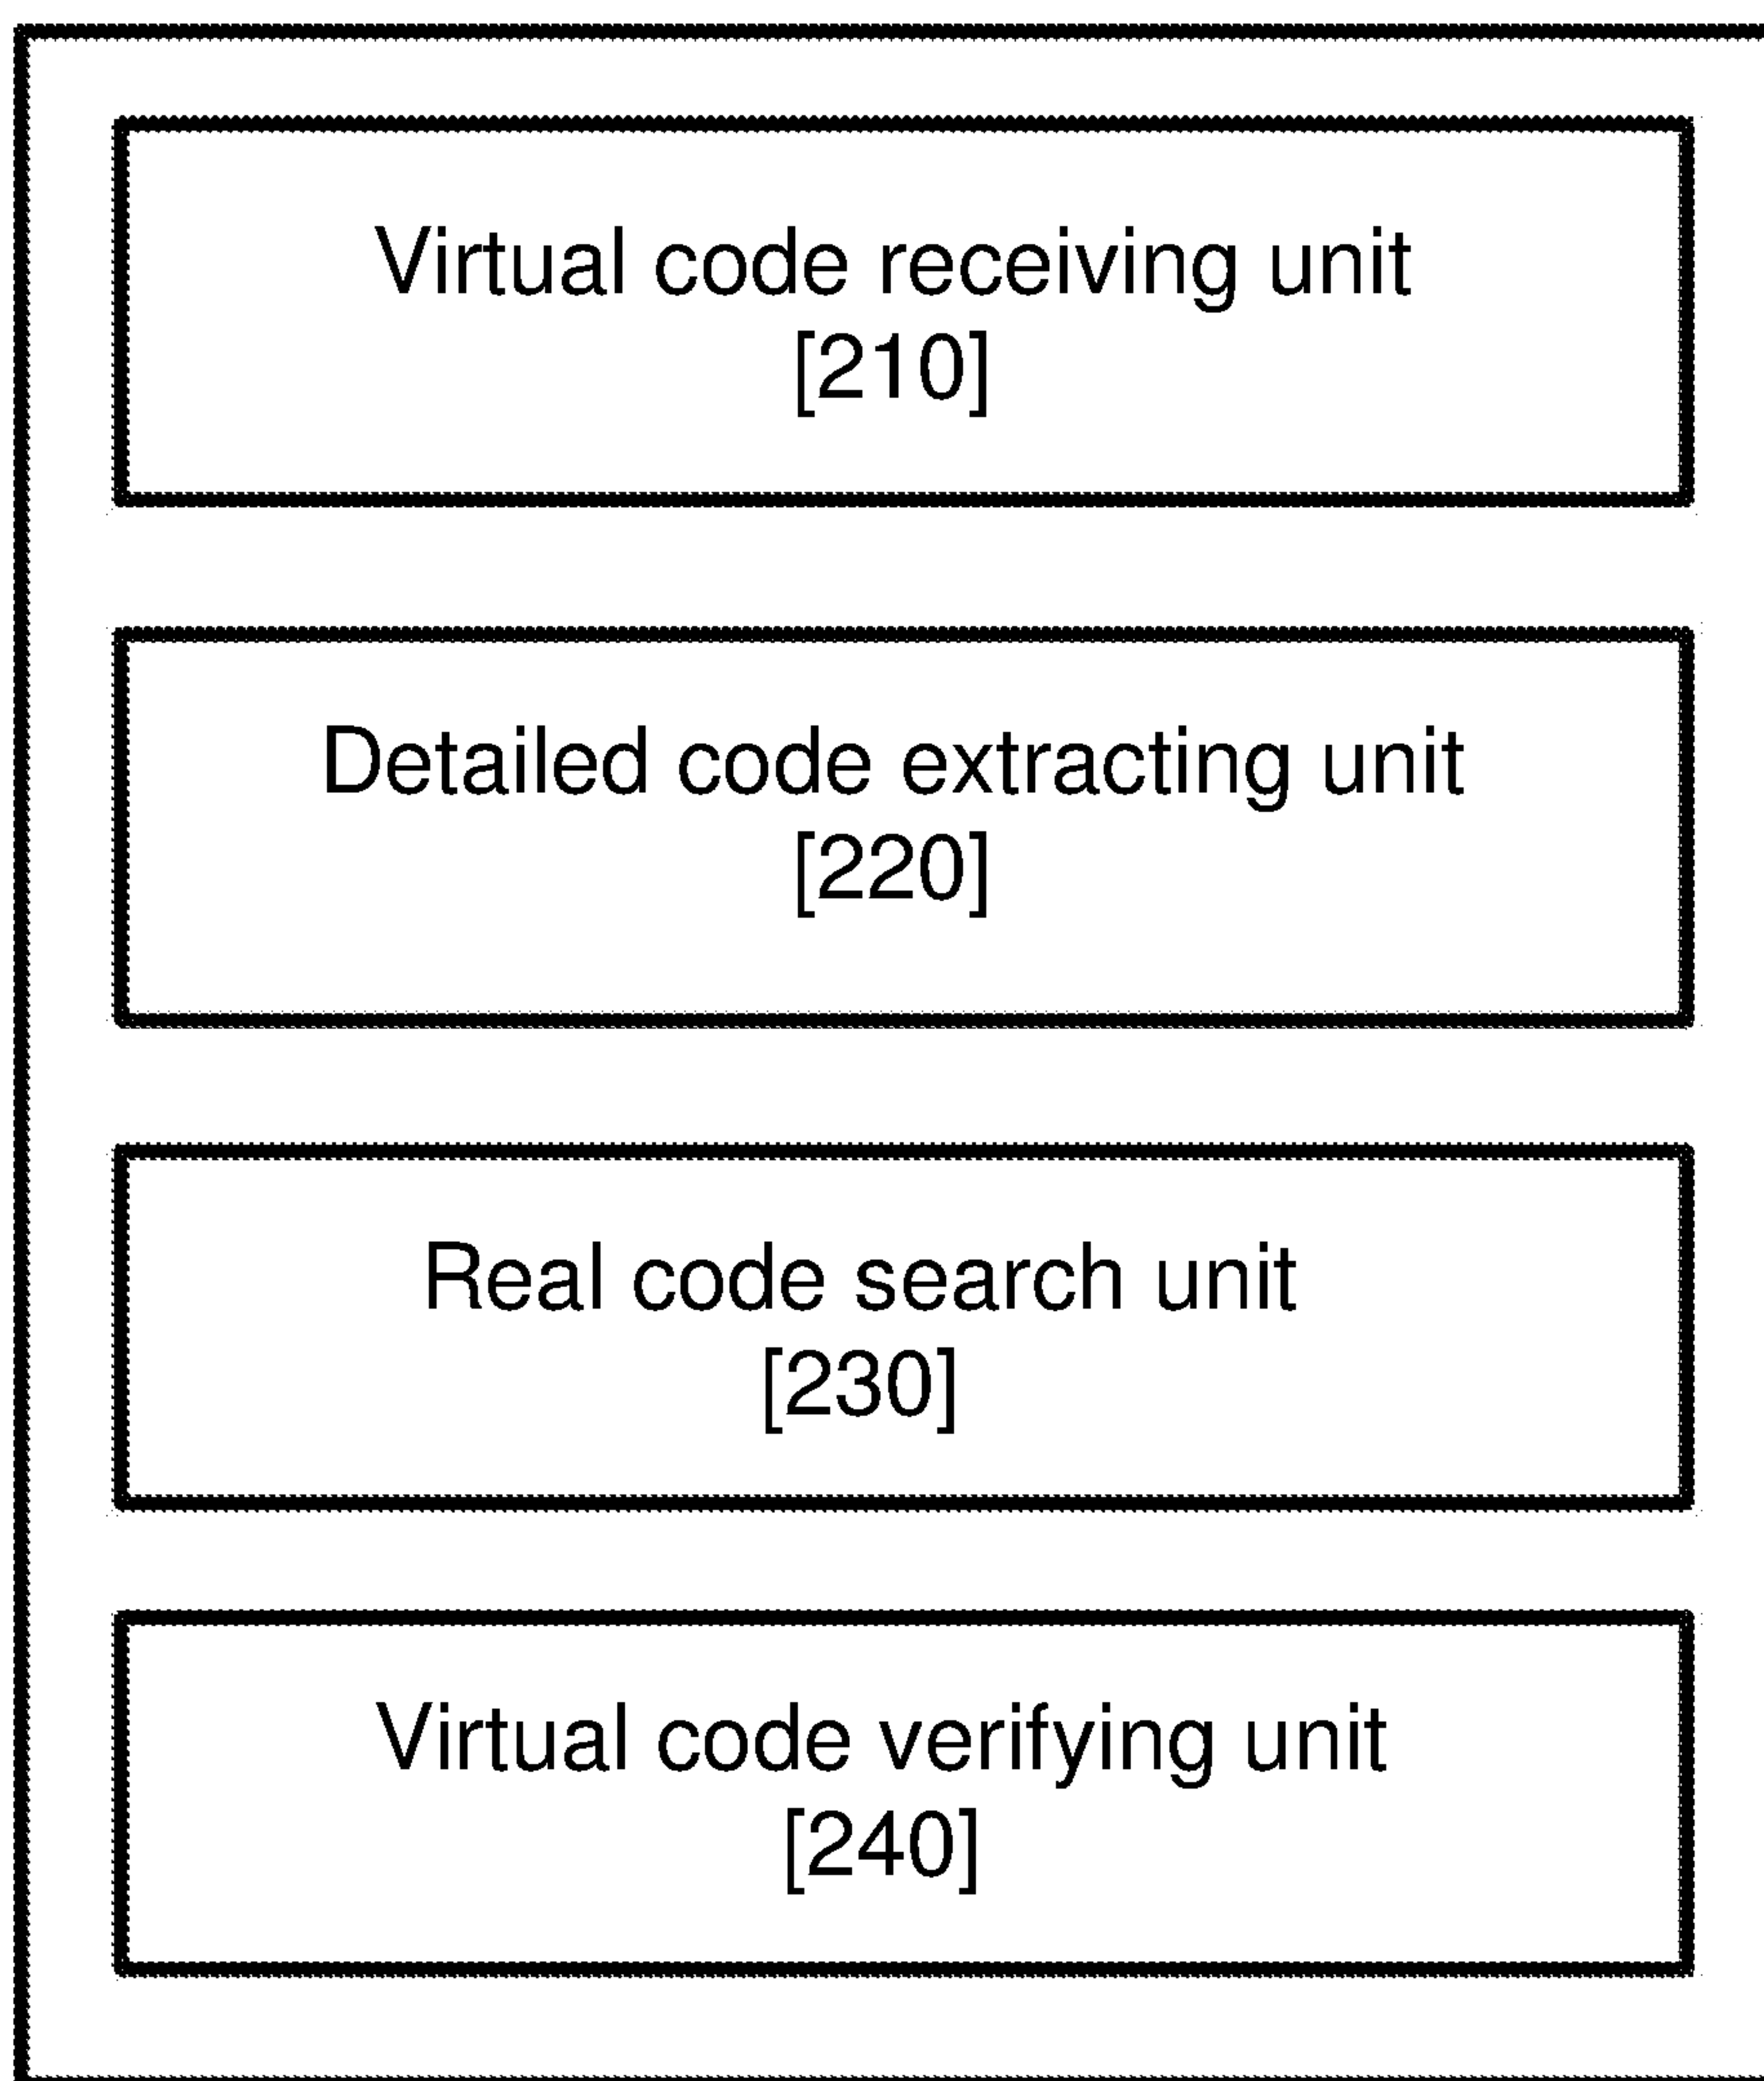 Virtual code receiving unit
[210]
Detailed code extracting unit
[220]
Real code search unit
[230]
Virtual code verifying unit
[240]